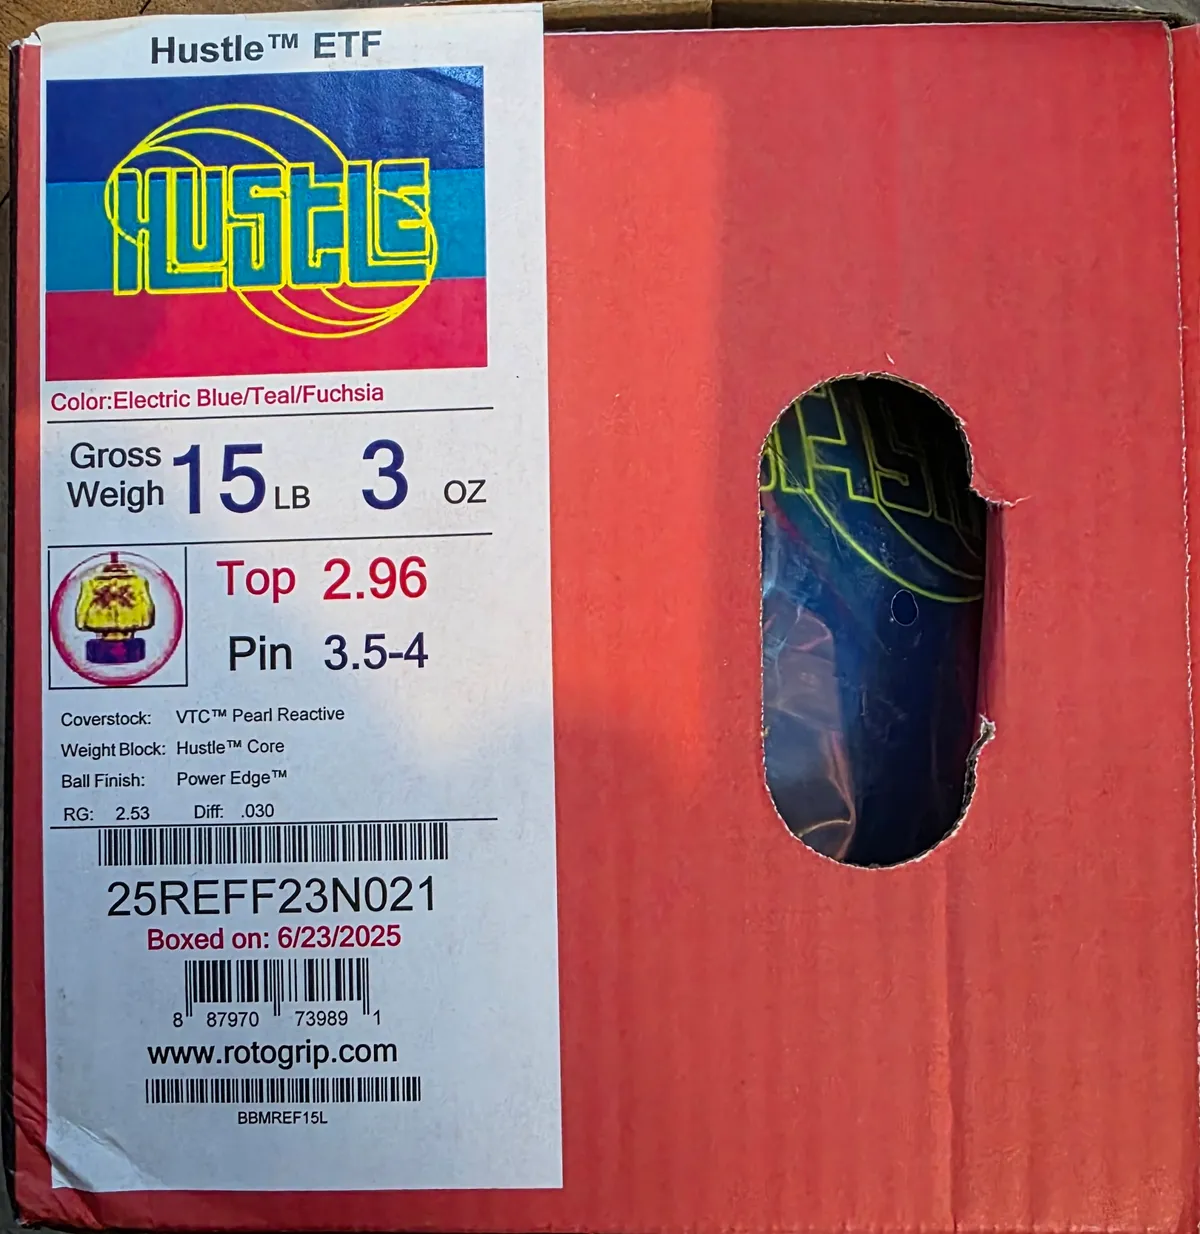 Hustle™ ETF
HUSTLE
Color:Electric Blue/Teal/Fuchsia
Gross Weigh 15 LB 3 OZ
Top 2.96
Pin 3.5-4
Coverstock: VTC™ Pearl Reactive
Weight Block: Hustle™ Core
Ball Finish: Power Edge™
RG: 2.53 Diff: .030
25REFF23N021
Boxed on: 6/23/2025
8 87970 73989 1
www.rotogrip.com
BBMREF15L